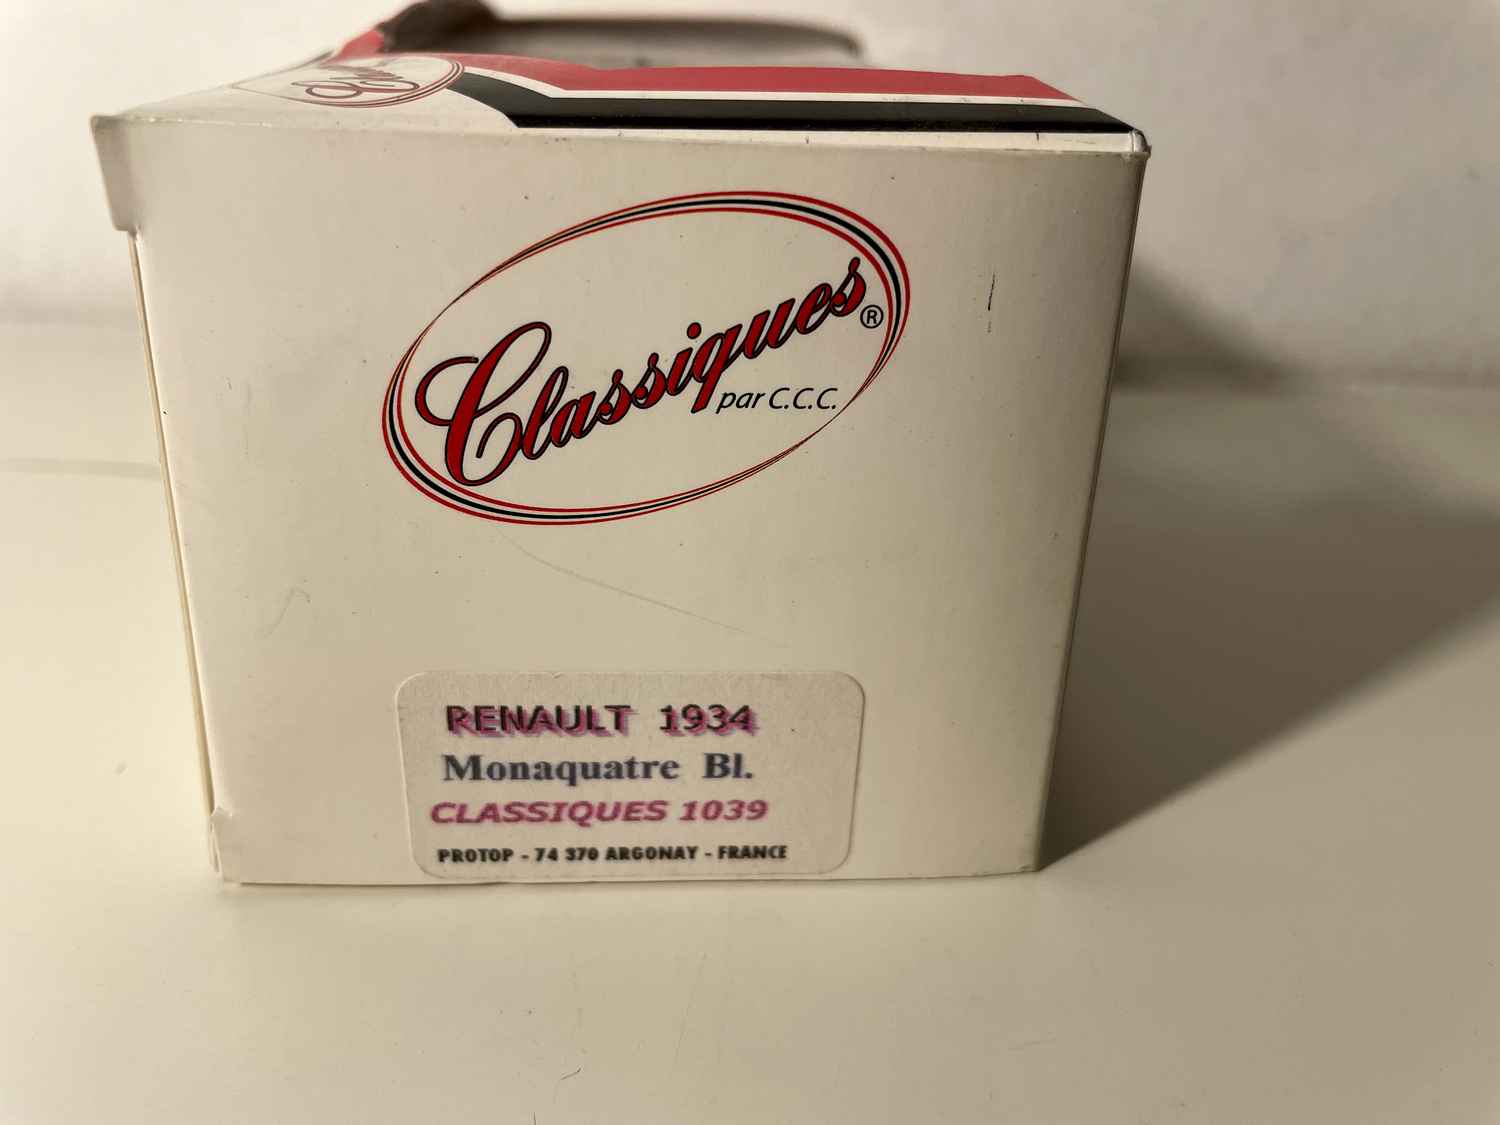 Classiques®
par C.C.C.
RENAULT 1934
Monaquatre Bl.
CLASSIQUES 1039
PROTOP - 74 370 ARGONAY - FRANCE